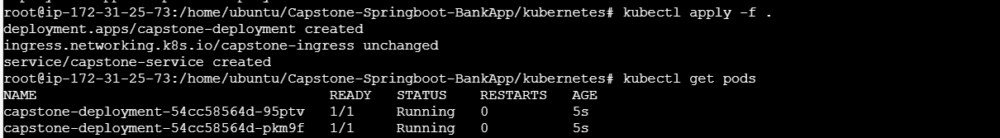 root@ip-172-31-25-73:/home/ubuntu/Capstone-Springboot-BankApp/kubernetes# kubectl apply -f .
deployment.apps/capstone-deployment created
ingress.networking.k8s.io/capstone-ingress unchanged
service/capstone-service created
root@ip-172-31-25-73:/home/ubuntu/Capstone-Springboot-BankApp/kubernetes# kubectl get pods
NAME READY STATUS RESTARTS AGE
capstone-deployment-54cc58564d-95ptv 1/1 Running 0 5s
capstone-deployment-54cc58564d-pkm9f 1/1 Running 0 5s